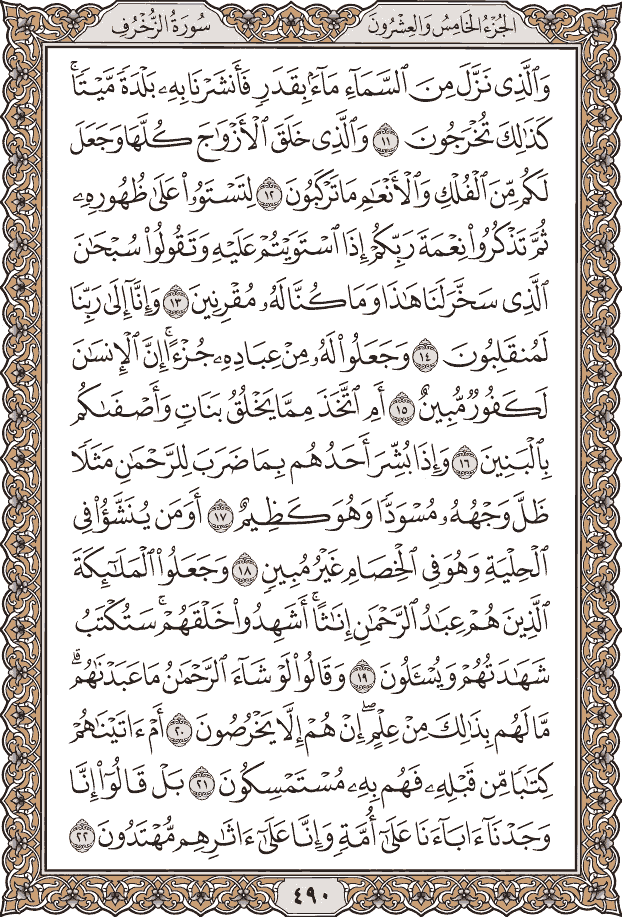 الجُزْءُ الخَامِسُ وَالعِشْرُونَ
سُورَةُ الزُّخْرُفِ
وَٱلَّذِى نَزَّلَ مِنَ ٱلسَّمَآءِ مَآءًۢ بِقَدَرٍ فَأَنشَرْنَا بِهِۦ بَلْدَةً مَّيْتًاۚ
كَذَٰلِكَ تُخْرَجُونَ ١١ وَٱلَّذِى خَلَقَ ٱلْأَزْوَٰجَ كُلَّهَا وَجَعَلَ
لَكُم مِّنَ ٱلْفُلْكِ وَٱلْأَنْعَٰمِ مَا تَرْكَبُونَ ١٢ لِتَسْتَوُۥا۟ عَلَىٰ ظُهُورِهِۦ
ثُمَّ تَذْكُرُوا۟ نِعْمَةَ رَبِّكُمْ إِذَا ٱسْتَوَيْتُمْ عَلَيْهِ وَتَقُولُوا۟ سُبْحَٰنَ
ٱلَّذِى سَخَّرَ لَنَا هَٰذَا وَمَا كُنَّا لَهُۥ مُقْرِنِينَ ١٣ وَإِنَّآ إِلَىٰ رَبِّنَا
لَمُنقَلِبُونَ ١٤ وَجَعَلُوا۟ لَهُۥ مِنْ عِبَادِهِۦ جُزْءًاۚ إِنَّ ٱلْإِنسَٰنَ
لَكَفُورٌ مُّبِينٌ ١٥ أَمِ ٱتَّخَذَ مِمَّا يَخْلُقُ بَنَاتٍ وَأَصْفَىٰكُم
بِٱلْبَنِينَ ١٦ وَإِذَا بُشِّرَ أَحَدُهُم بِمَا ضَرَبَ لِلرَّحْمَٰنِ مَثَلًا
ظَلَّ وَجْهُهُۥ مُسْوَدًّا وَهُوَ كَظِيمٌ ١٧ أَوَمَن يُنَشَّؤُا۟ فِى
ٱلْحِلْيَةِ وَهُوَ فِى ٱلْخِصَامِ غَيْرُ مُبِينٍ ١٨ وَجَعَلُوا۟ ٱلْمَلَٰٓئِكَةَ
ٱلَّذِينَ هُمْ عِبَٰدُ ٱلرَّحْمَٰنِ إِنَٰثًاۚ أَشَهِدُوا۟ خَلْقَهُمْۚ سَتُكْتَبُ
شَهَٰدَتُهُمْ وَيُسْـَٔلُونَ ١٩ وَقَالُوا۟ لَوْ شَآءَ ٱلرَّحْمَٰنُ مَا عَبَدْنَٰهُمۗ
مَّا لَهُم بِذَٰلِكَ مِنْ عِلْمٍۖ إِنْ هُمْ إِلَّا يَخْرُصُونَ ٢٠ أَمْ ءَاتَيْنَٰهُمْ
كِتَٰبًا مِّن قَبْلِهِۦ فَهُم بِهِۦ مُسْتَمْسِكُونَ ٢١ بَلْ قَالُوٓا۟ إِنَّا
وَجَدْنَآ ءَابَآءَنَا عَلَىٰٓ أُمَّةٍ وَإِنَّا عَلَىٰٓ ءَاثَٰرِهِم مُّهْتَدُونَ ٢٢
٤٩٠